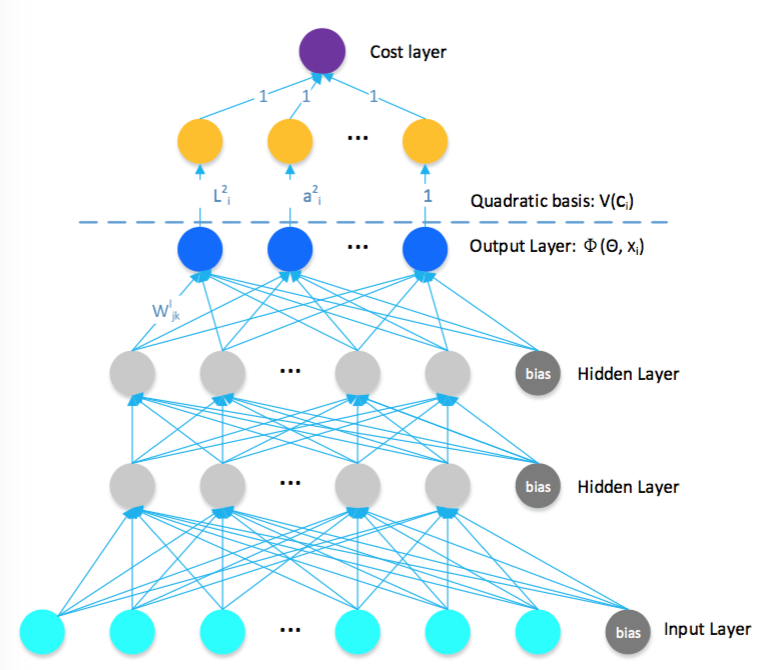 Cost layer
1 1 1
...
L²ᵢ a²ᵢ 1 Quadratic basis: V(cᵢ)
... Output Layer: Φ(Θ, xᵢ)
Wˡⱼₖ
... bias Hidden Layer
... bias Hidden Layer
... bias Input Layer